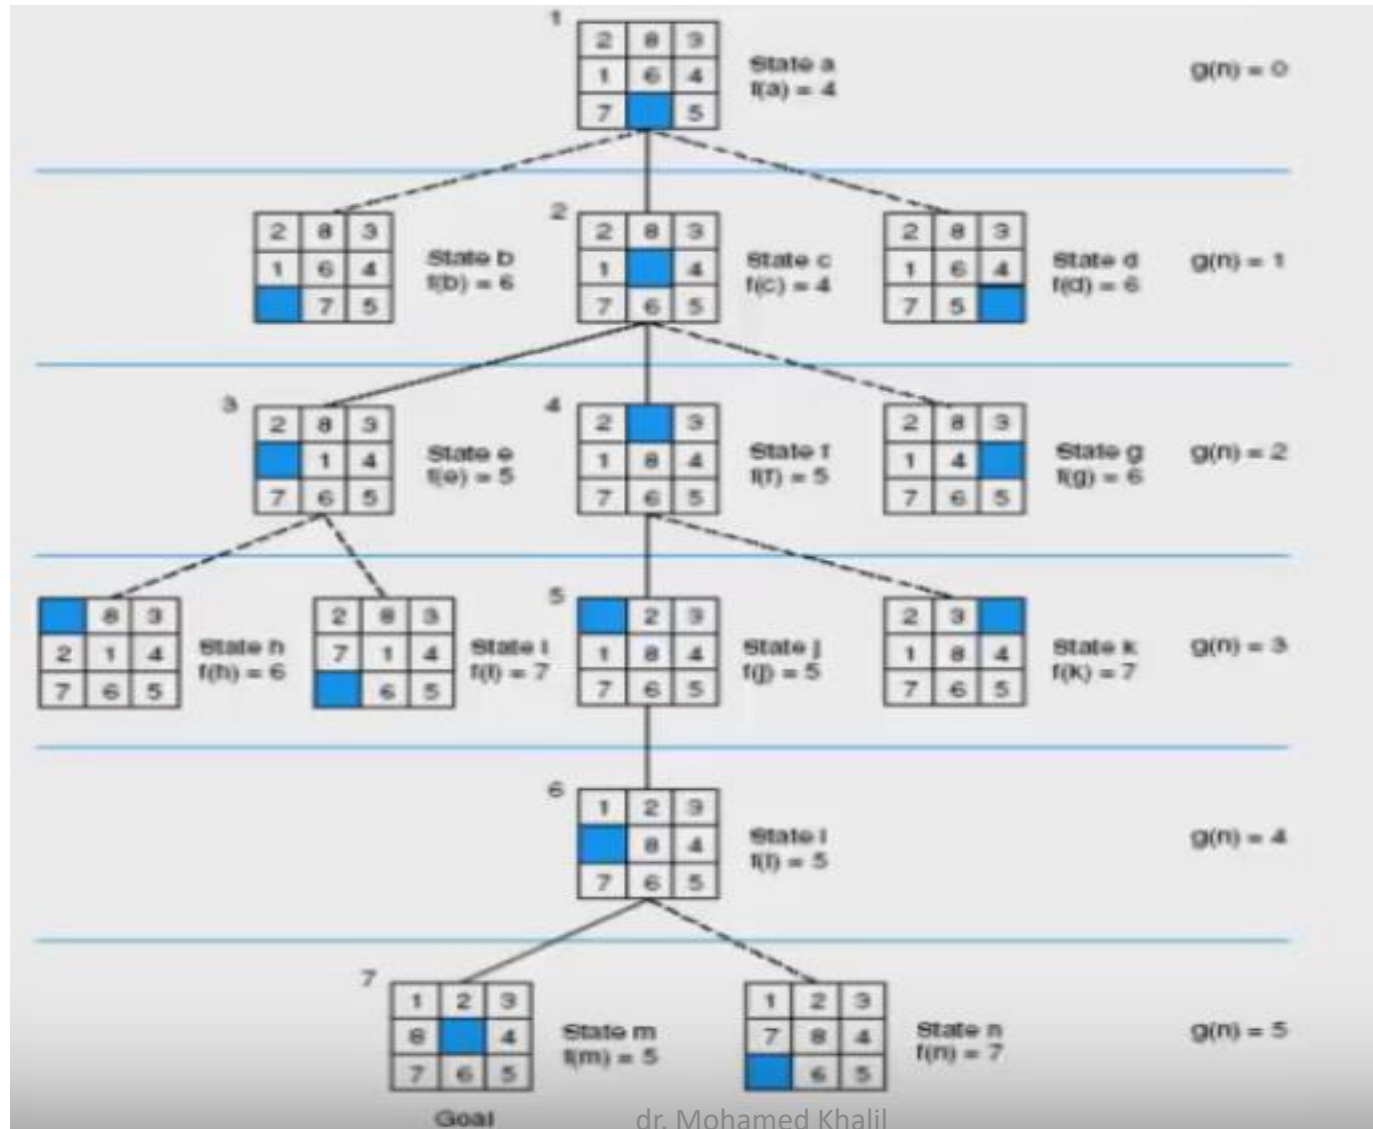 1
2 8 3
1 6 4
7 5
State a
f(a) = 4
g(n) = 0
2 8 3
1 6 4
7 5
State b
f(b) = 6
2
2 8 3
1 4
7 6 5
State c
f(c) = 4
2 8 3
1 6 4
7 5
State d
f(d) = 6
g(n) = 1
3
2 8 3
1 4
7 6 5
State e
f(e) = 5
4
2 3
1 8 4
7 6 5
State f
f(f) = 5
2 8 3
1 4
7 6 5
State g
f(g) = 6
g(n) = 2
8 3
2 1 4
7 6 5
State h
f(h) = 6
2 8 3
7 1 4
6 5
State i
f(i) = 7
5
2 3
1 8 4
7 6 5
State j
f(j) = 5
2 3
1 8 4
7 6 5
State k
f(k) = 7
g(n) = 3
6
1 2 3
8 4
7 6 5
State l
f(l) = 5
g(n) = 4
7
1 2 3
8 4
7 6 5
State m
f(m) = 5
Goal
1 2 3
7 8 4
6 5
State n
f(n) = 7
g(n) = 5
dr. Mohamed Khalil